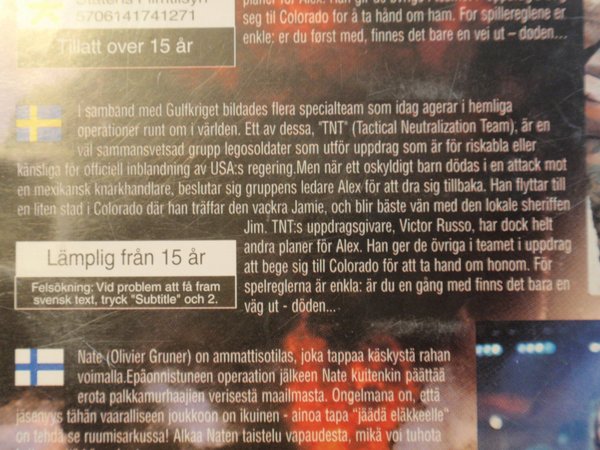 Statens Filmtilsyn
5706141741271
Tillatt over 15 år
seg til Colorado for å ta hånd om ham. For spillereglene er
enkle: er du først med, finnes det bare en vei ut – døden...
I samband med Gulfkriget bildades flera specialteam som idag agerar i hemliga
operationer runt om i världen. Ett av dessa, "TNT" (Tactical Neutralization Team), är en
väl sammansvetsad grupp legosoldater som utför uppdrag som är för riskabla eller
känsliga för officiell inblandning av USA:s regering.Men när ett oskyldigt barn dödas i en attack mot
en mexikansk knarkhandlare, beslutar sig gruppens ledare Alex för att dra sig tillbaka. Han flyttar till
en liten stad i Colorado där han träffar den vackra Jamie, och blir bäste vän med den lokale sheriffen
Jim. TNT:s uppdragsgivare, Victor Russo, har dock helt
andra planer för Alex. Han ger de övriga i teamet i uppdrag
att bege sig till Colorado för att ta hand om honom. För
spelreglerna är enkla: är du en gång med finns det bara en
väg ut - döden...
Lämplig från 15 år
Felsökning: Vid problem att få fram
svensk text, tryck "Subtitle" och 2.
Nate (Olivier Gruner) on ammattisotilas, joka tappaa käskystä rahan
voimalla.Epäonnistuneen operaation jälkeen Nate kuitenkin päättää
erota palkkamurhaajien verisestä maailmasta. Ongelmana on, että
jäsenyys tähän vaaralliseen joukkoon on ikuinen - ainoa tapa "jäädä eläkkeelle"
on tehdä se ruumisarkussa! Alkaa Naten taistelu vapaudesta, mikä voi tuhota